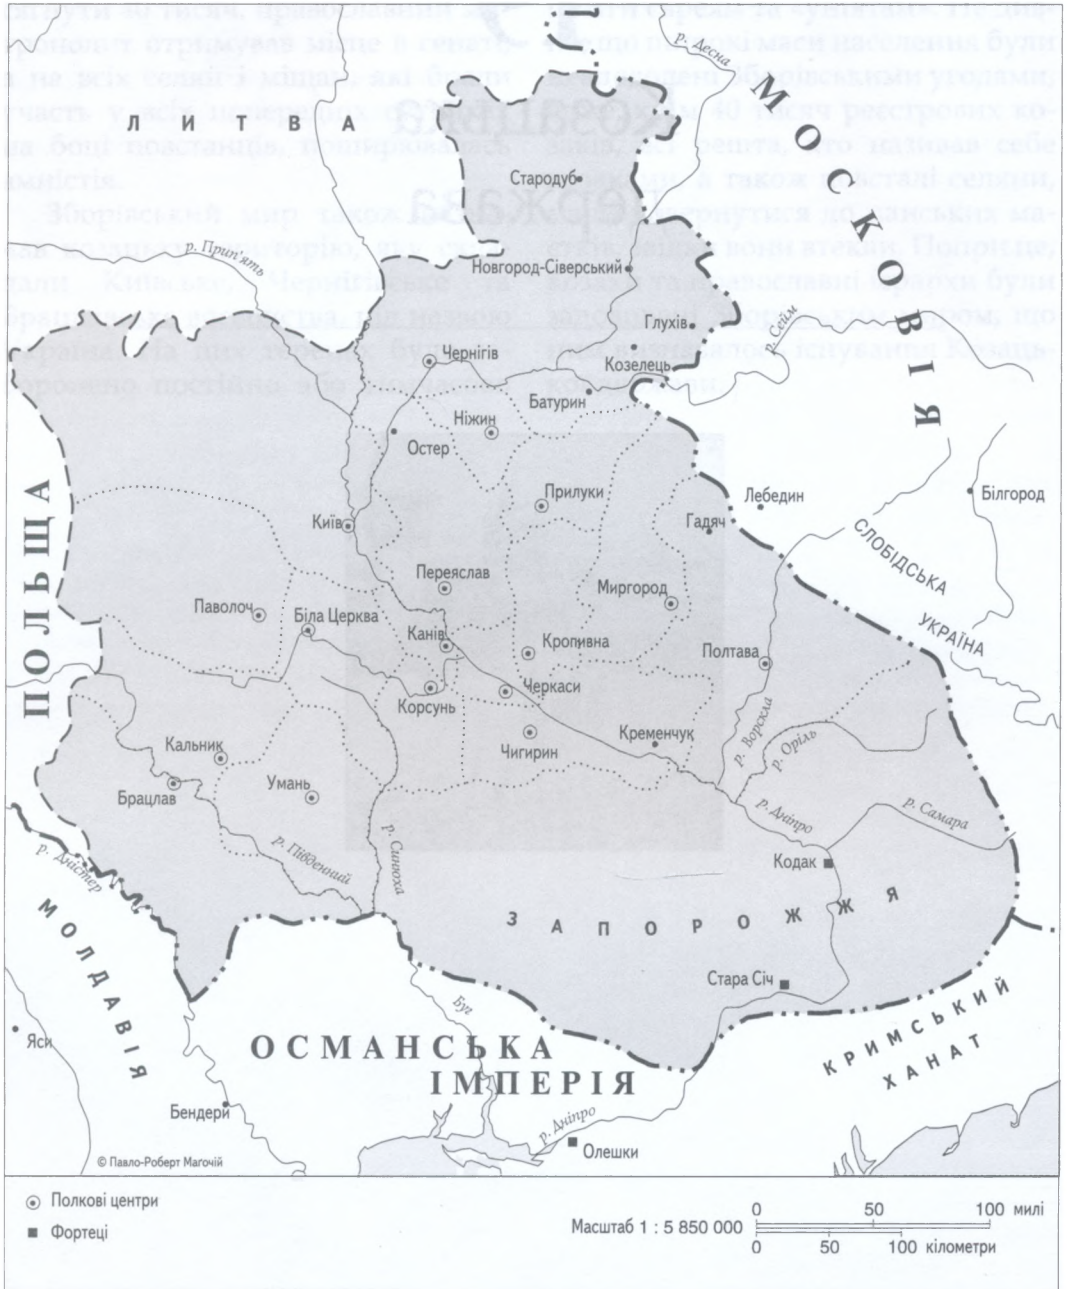 ЛИТВА
р. Десна
МОСКОВІЯ
Стародуб
р. Прип'ять
Новгород-Сіверський
Глухів
р. Сейм
Чернігів
Козелець
Батурин
Ніжин
Остер
ПОЛЬЩА
Прилуки
Лебедин
Білгород
Київ
Гадяч
СЛОБІДСЬКА
УКРАЇНА
Переяслав
Миргород
Паволоч
Біла Церква
Канів
Кропивна
Полтава
Черкаси
Корсунь
Кременчук
р. Ворскла
р. Оріль
Кальник
Чигирин
Умань
Брацлав
р. Дніпро
р. Самара
р. Південний
р. Синюха
р. Дністер
Кодак
ЗАПОРОЖЖЯ
МОЛДАВІЯ
Стара Січ
Буг
Яси
ОСМАНСЬКА
ІМПЕРІЯ
КРИМСЬКИЙ
ХАНАТ
Бендери
р. Дніпро
Олешки
© Павло-Роберт Маґочій
Полкові центри
Фортеці
Масштаб 1 : 5 850 000
0 50 100 милі
0 50 100 кілометри